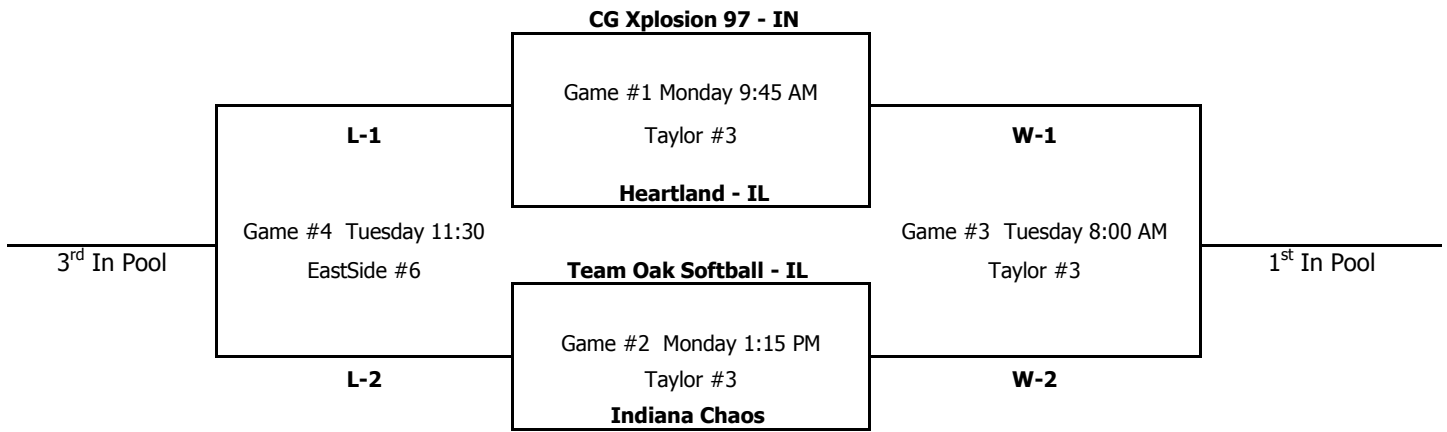 CG Xplosion 97 - IN
Game #1 Monday 9:45 AM
L-1
Taylor #3
W-1
Heartland - IL
Game #4 Tuesday 11:30
Game #3 Tuesday 8:00 AM
3rd In Pool
EastSide #6
Team Oak Softball - IL
Taylor #3
1st In Pool
Game #2 Monday 1:15 PM
L-2
Taylor #3
W-2
Indiana Chaos